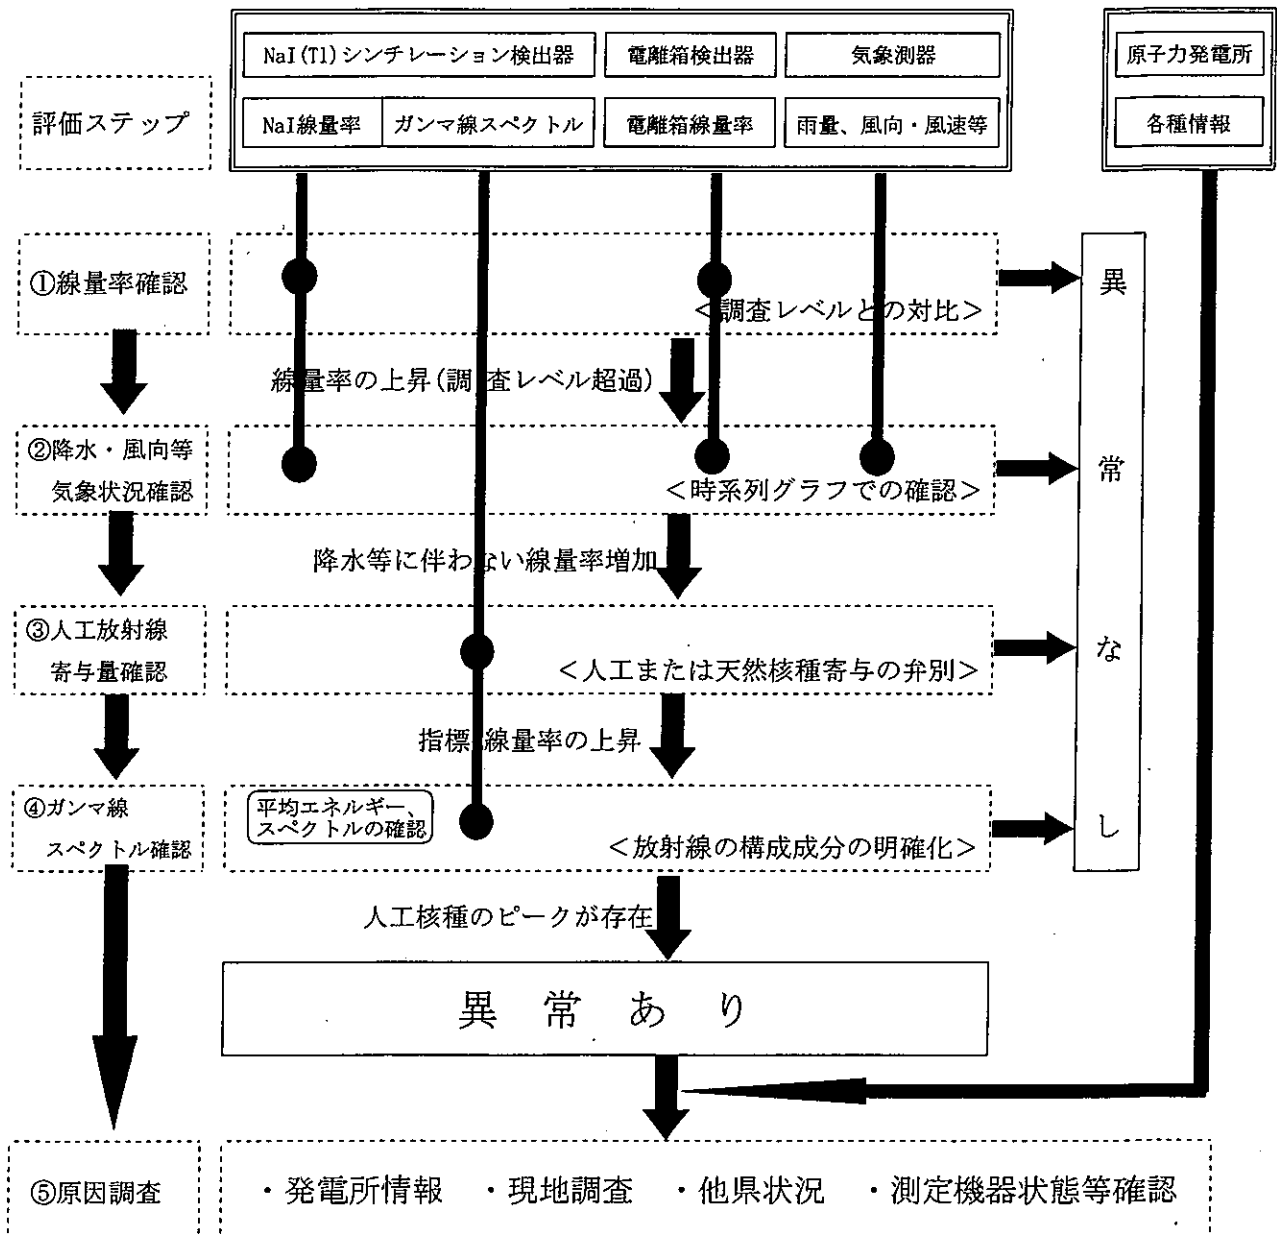 NaI(Tl)シンチレーション検出器
電離箱検出器
気象測器
原子力発電所
評価ステップ
NaI線量率
ガンマ線スペクトル
電離箱線量率
雨量、風向・風速等
各種情報
①線量率確認
<調査レベルとの対比>
線量率の上昇(調査レベル超過)
②降水・風向等
気象状況確認
<時系列グラフでの確認>
降水等に伴わない線量率増加
③人工放射線
寄与量確認
<人工または天然核種寄与の弁別>
指標線量率の上昇
④ガンマ線
スペクトル確認
平均エネルギー、
スペクトルの確認
<放射線の構成成分の明確化>
異常なし
人工核種のピークが存在
異常あり
⑤原因調査
・発電所情報 ・現地調査 ・他県状況 ・測定機器状態等確認